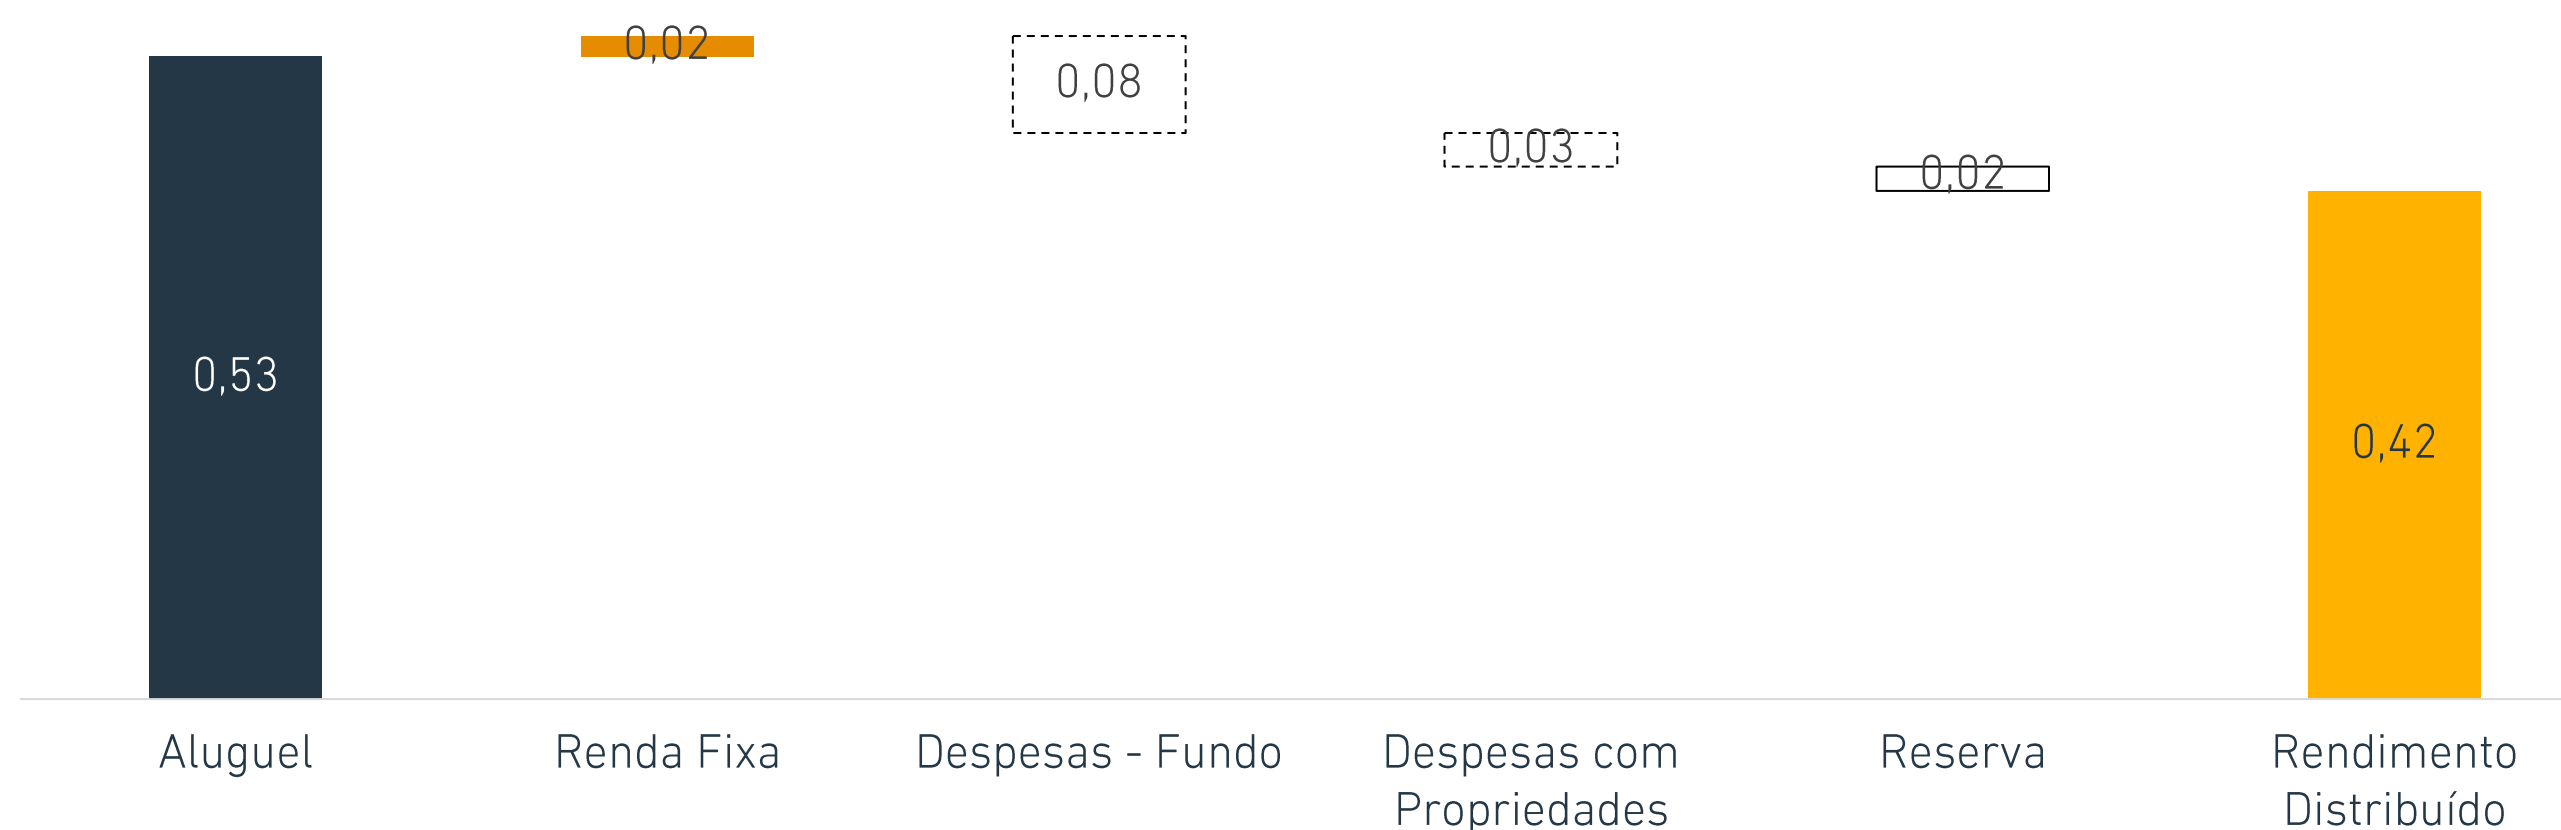 0,02
0,08
0,03
0,02
0,53
0,42
Aluguel
Renda Fixa
Despesas - Fundo
Despesas com
Propriedades
Reserva
Rendimento
Distribuído